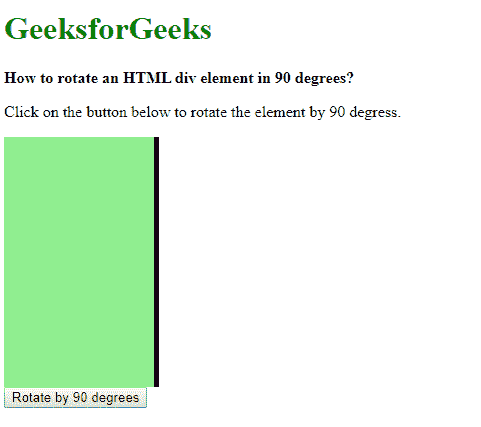 GeeksforGeeks
How to rotate an HTML div element in 90 degrees?
Click on the button below to rotate the element by 90 degress.
Rotate by 90 degrees